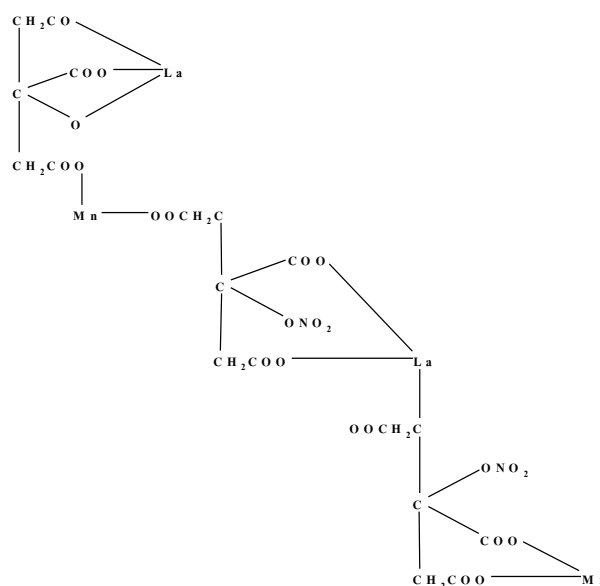 CH₂CO
COO La
C
O
CH₂COO
Mn OOCH₂C
COO
C
ONO₂
CH₂COO La
OOCH₂C
ONO₂
C
COO
CH₂COO M